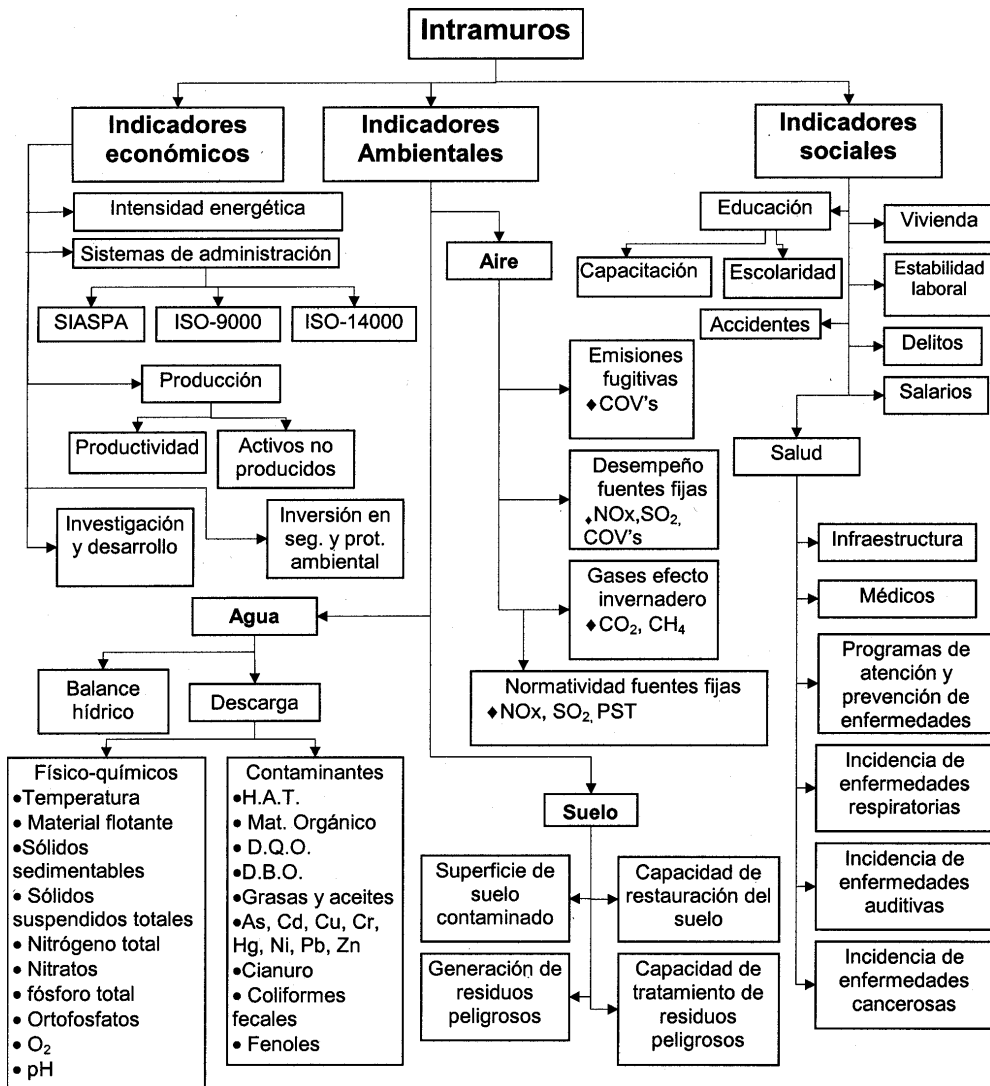 Intramuros
Indicadores
económicos
Indicadores
Ambientales
Indicadores
sociales
Intensidad energética
Sistemas de administración
SIASPA
ISO-9000
ISO-14000
Producción
Productividad
Activos no
producidos
Investigación
y desarrollo
Inversión en
seg. y prot.
ambiental
Aire
Emisiones
fugitivas
♦COV's
Desempeño
fuentes fijas
♦NOx,SO₂,
COV's
Gases efecto
invernadero
♦CO₂, CH₄
Normatividad fuentes fijas
♦NOx, SO₂, PST
Educación
Capacitación
Escolaridad
Accidentes
Vivienda
Estabilidad
laboral
Delitos
Salarios
Salud
Infraestructura
Médicos
Programas de
atención y
prevención de
enfermedades
Incidencia de
enfermedades
respiratorias
Incidencia de
enfermedades
auditivas
Incidencia de
enfermedades
cancerosas
Agua
Balance
hídrico
Descarga
Físico-químicos
•Temperatura
• Material flotante
•Sólidos
sedimentables
• Sólidos
suspendidos totales
• Nitrógeno total
• Nitratos
• fósforo total
• Ortofosfatos
• O₂
• pH
Contaminantes
•H.A.T.
• Mat. Orgánico
• D.Q.O.
•D.B.O.
•Grasas y aceites
•As, Cd, Cu, Cr,
Hg, Ni, Pb, Zn
•Cianuro
• Coliformes
fecales
• Fenoles
Suelo
Superficie de
suelo
contaminado
Capacidad de
restauración del
suelo
Generación de
residuos
peligrosos
Capacidad de
tratamiento de
residuos
peligrosos